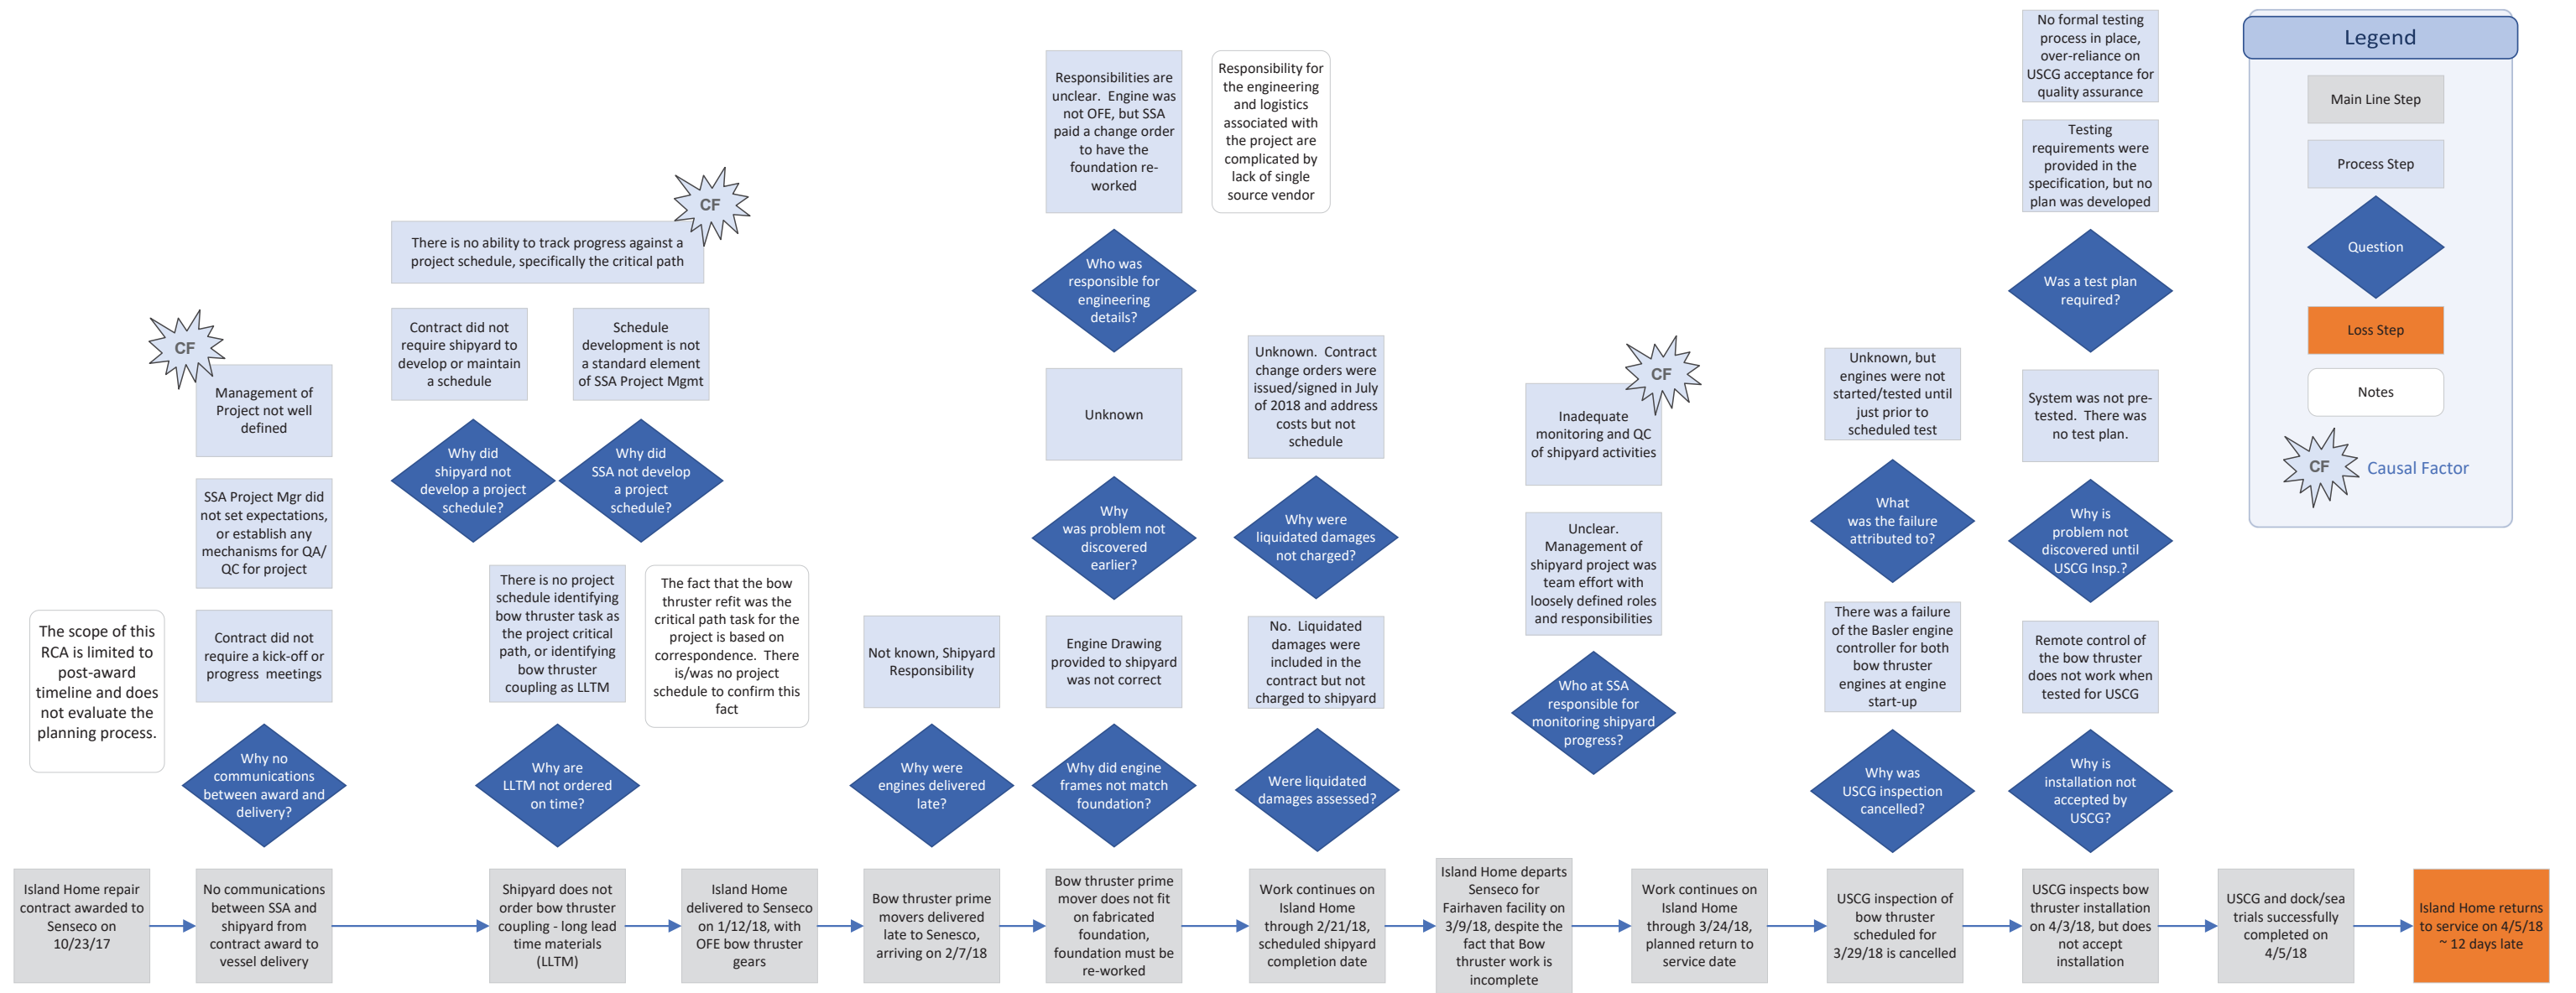 The scope of this
RCA is limited to
post-award
timeline and does
not evaluate the
planning process.
CF
Management of
Project not well
defined
SSA Project Mgr did
not set expectations,
or establish any
mechanisms for QA/
QC for project
Contract did not
require a kick-off or
progress meetings
Why no
communications
between award and
delivery?
CF
There is no ability to track progress against a
project schedule, specifically the critical path
Contract did not
require shipyard to
develop or maintain
a schedule
Schedule
development is not
a standard element
of SSA Project Mgmt
Why did
shipyard not
develop a project
schedule?
Why did
SSA not develop
a project
schedule?
There is no project
schedule identifying
bow thruster task as
the project critical
path, or identifying
bow thruster
coupling as LLTM
The fact that the bow
thruster refit was the
critical path task for the
project is based on
correspondence. There
is/was no project
schedule to confirm this
fact
Why are
LLTM not ordered
on time?
Not known, Shipyard
Responsibility
Why were
engines delivered
late?
Responsibilities are
unclear. Engine was
not OFE, but SSA
paid a change order
to have the
foundation re-
worked
Responsibility for
the engineering
and logistics
associated with
the project are
complicated by
lack of single
source vendor
Who was
responsible for
engineering
details?
Unknown
Why
was problem not
discovered
earlier?
Engine Drawing
provided to shipyard
was not correct
Why did engine
frames not match
foundation?
Unknown. Contract
change orders were
issued/signed in July
of 2018 and address
costs but not
schedule
Why were
liquidated damages
not charged?
No. Liquidated
damages were
included in the
contract but not
charged to shipyard
Were liquidated
damages assessed?
CF
Inadequate
monitoring and QC
of shipyard activities
Unclear.
Management of
shipyard project was
team effort with
loosely defined roles
and responsibilities
Who at SSA
responsible for
monitoring shipyard
progress?
Unknown, but
engines were not
started/tested until
just prior to
scheduled test
What
was the failure
attributed to?
There was a failure
of the Basler engine
controller for both
bow thruster
engines at engine
start-up
Why was
USCG inspection
cancelled?
No formal testing
process in place,
over-reliance on
USCG acceptance for
quality assurance
Testing
requirements were
provided in the
specification, but no
plan was developed
Was a test plan
required?
System was not pre-
tested. There was
no test plan.
Why is
problem not
discovered until
USCG Insp.?
Remote control of
the bow thruster
does not work when
tested for USCG
Why is
installation not
accepted by
USCG?
Legend
Main Line Step
Process Step
Question
Loss Step
Notes
CF
Causal Factor
Island Home repair
contract awarded to
Senseco on
10/23/17
No communications
between SSA and
shipyard from
contract award to
vessel delivery
Shipyard does not
order bow thruster
coupling - long lead
time materials
(LLTM)
Island Home
delivered to Senseco
on 1/12/18, with
OFE bow thruster
gears
Bow thruster prime
movers delivered
late to Senesco,
arriving on 2/7/18
Bow thruster prime
mover does not fit
on fabricated
foundation,
foundation must be
re-worked
Work continues on
Island Home
through 2/21/18,
scheduled shipyard
completion date
Island Home departs
Senseco for
Fairhaven facility on
3/9/18, despite the
fact that Bow
thruster work is
incomplete
Work continues on
Island Home
through 3/24/18,
planned return to
service date
USCG inspection of
bow thruster
scheduled for
3/29/18 is cancelled
USCG inspects bow
thruster installation
on 4/3/18, but does
not accept
installation
USCG and dock/sea
trials successfully
completed on
4/5/18
Island Home returns
to service on 4/5/18
~ 12 days late